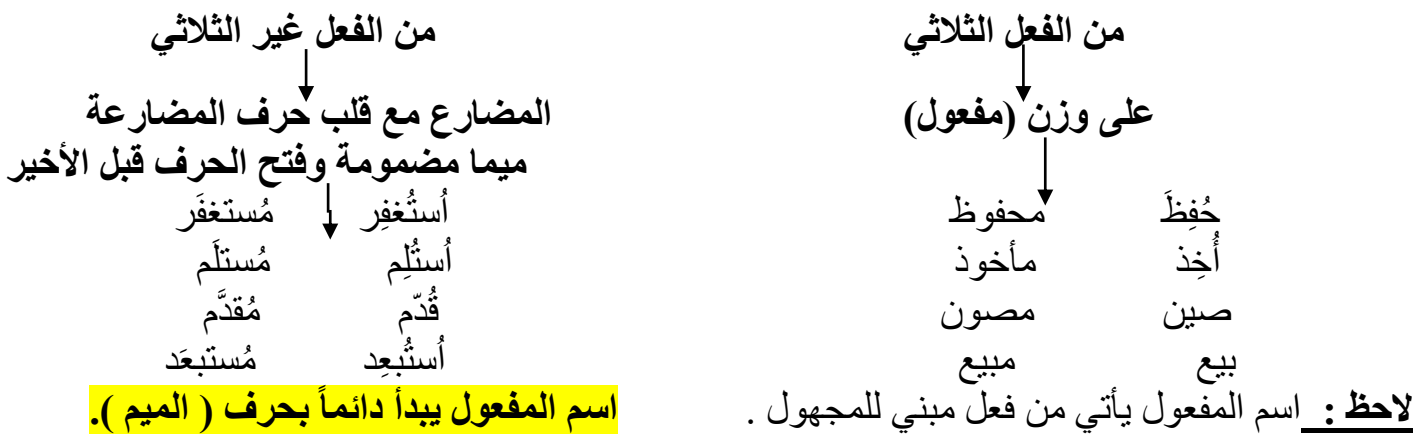 من الفعل الثلاثي من الفعل غير الثلاثي
على وزن (مفعول) المضارع مع قلب حرف المضارعة
ميما مضمومة وفتح الحرف قبل الأخير
حُفِظَ محفوظ اُستُغفِر مُستغفَر
أُخِذ مأخوذ اُستُلِم مُستلَم
صين مصون قُدّم مُقدَّم
بيع مبيع اُستُبعِد مُستبعَد
لاحظ : اسم المفعول يأتي من فعل مبني للمجهول . اسم المفعول يبدأ دائماً بحرف ( الميم ).